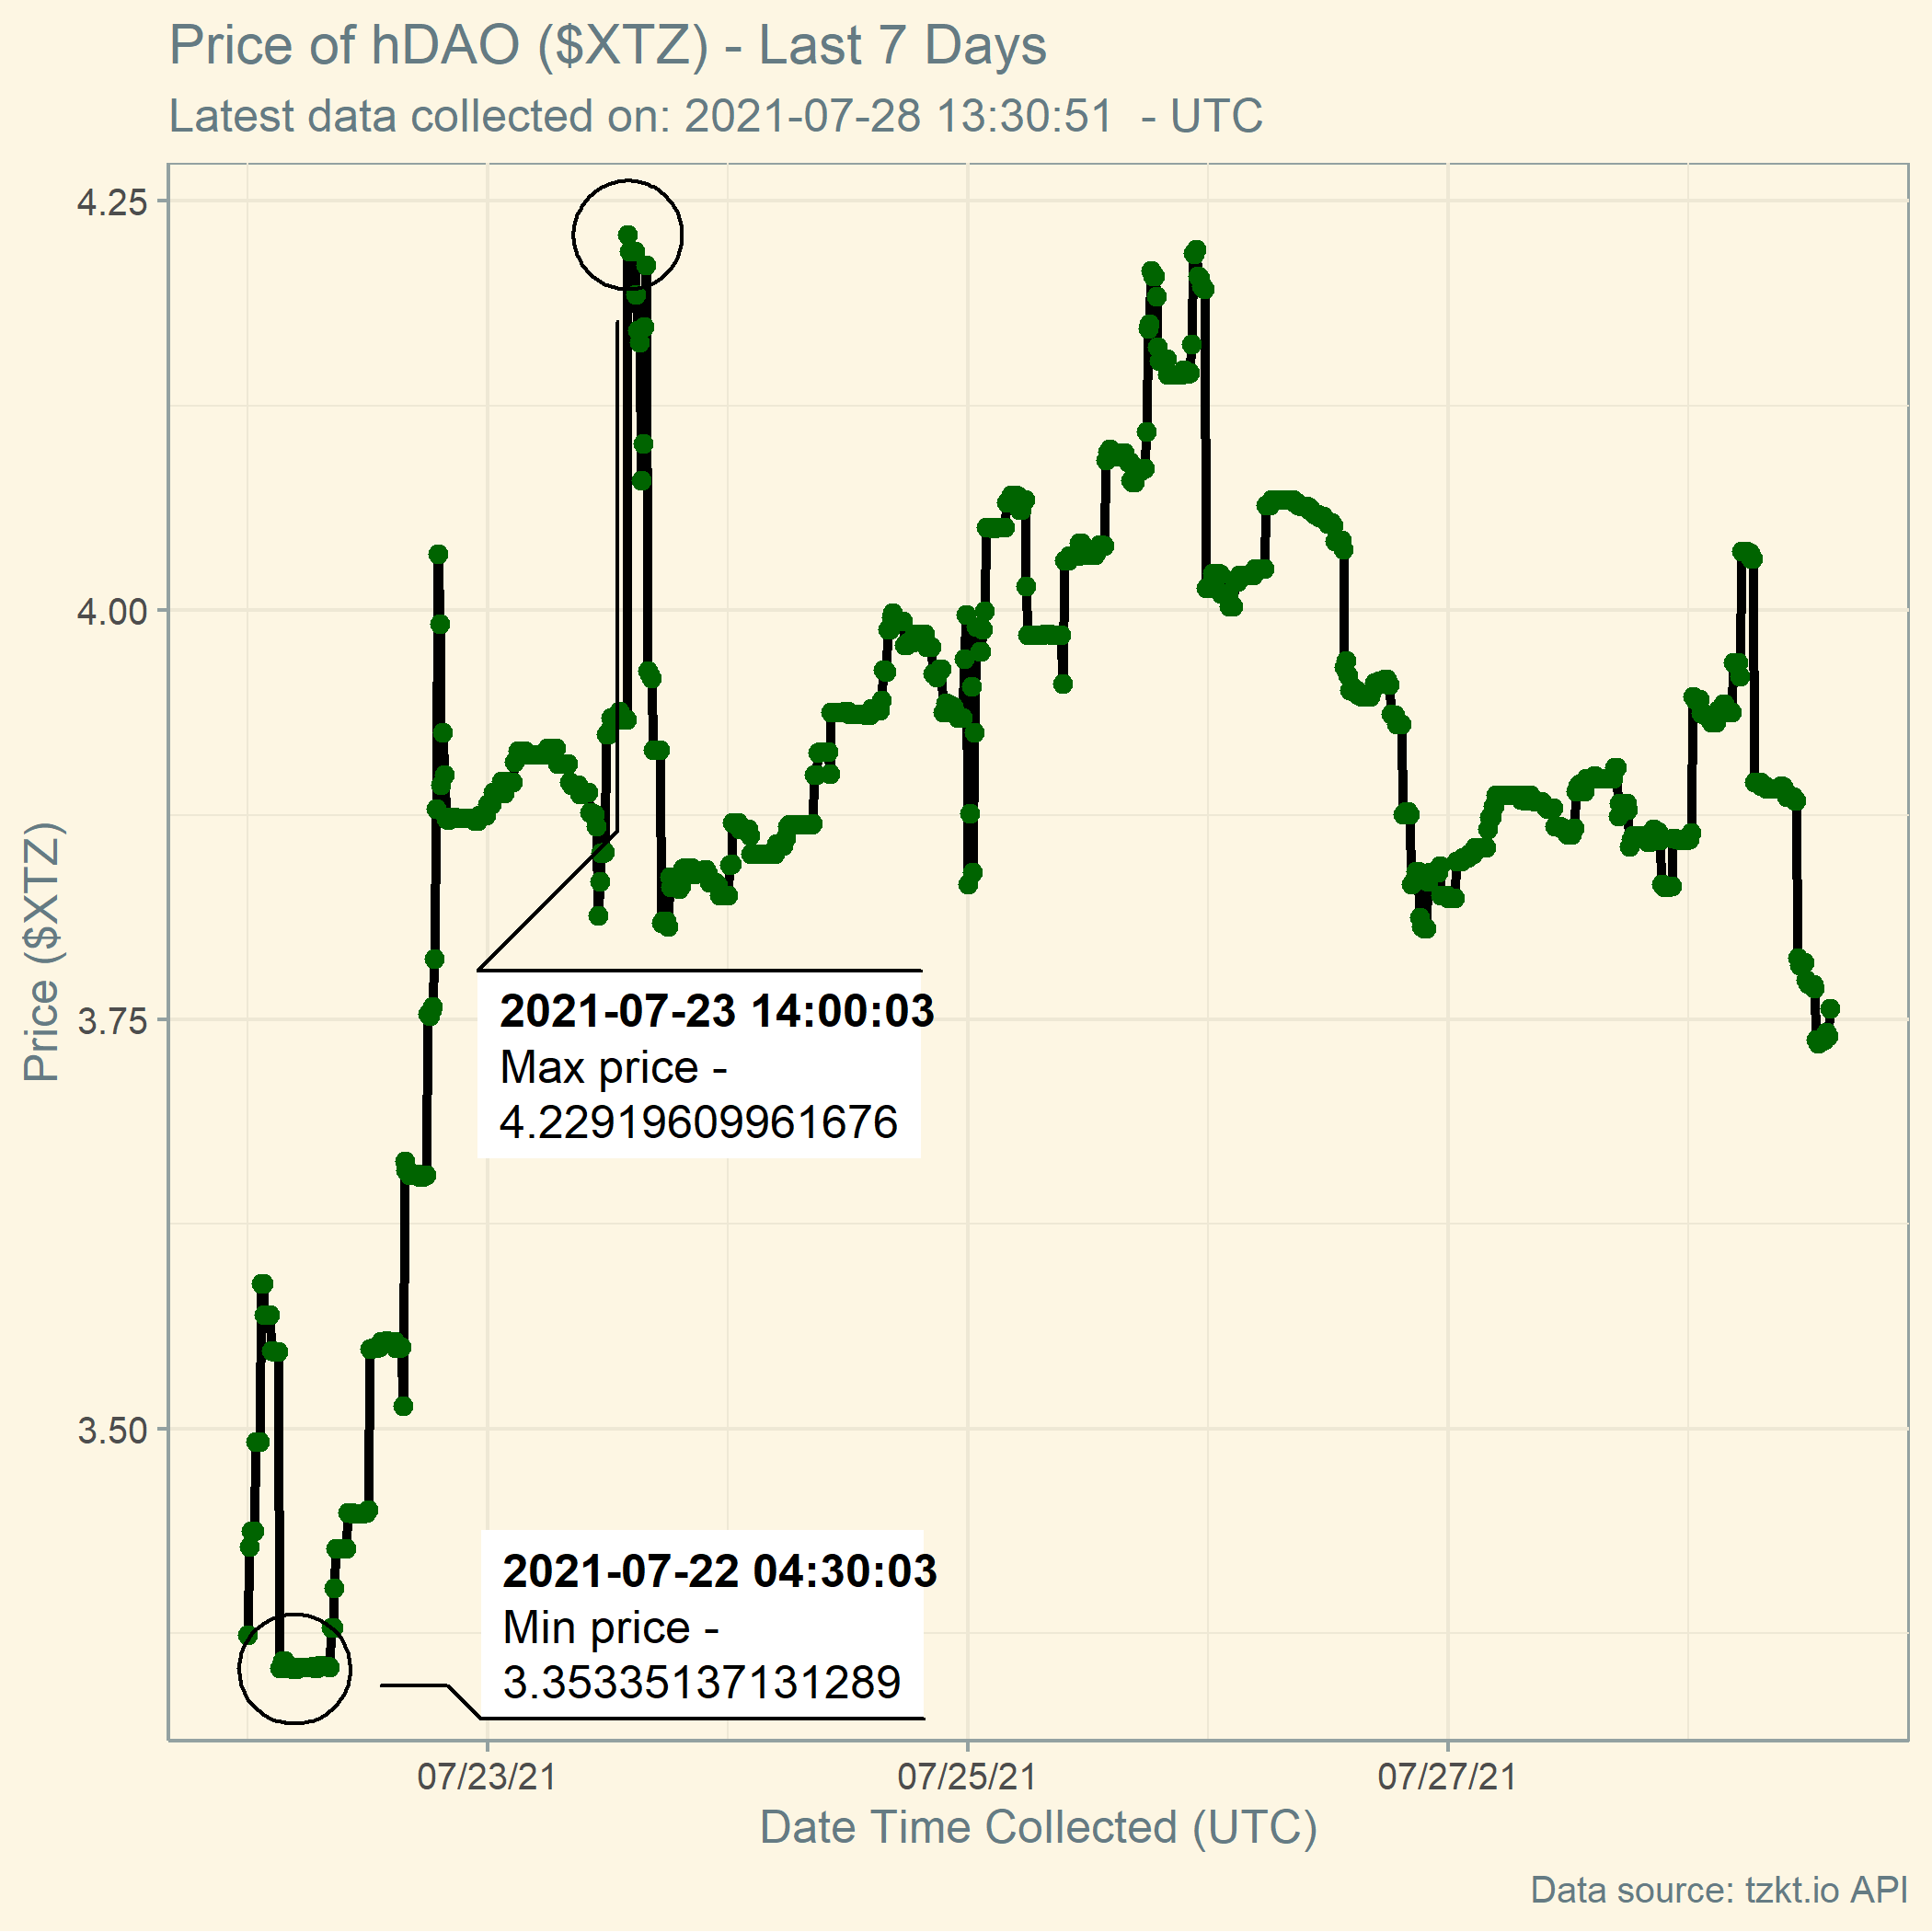 Price of hDAO ($XTZ) - Last 7 Days
Latest data collected on: 2021-07-28 13:30:51  - UTC
4.25
4.00
3.75
3.50
Price ($XTZ)
2021-07-23 14:00:03
Max price -
4.22919609961676
2021-07-22 04:30:03
Min price -
3.35335137131289
07/23/21
07/25/21
07/27/21
Date Time Collected (UTC)
Data source: tzkt.io API